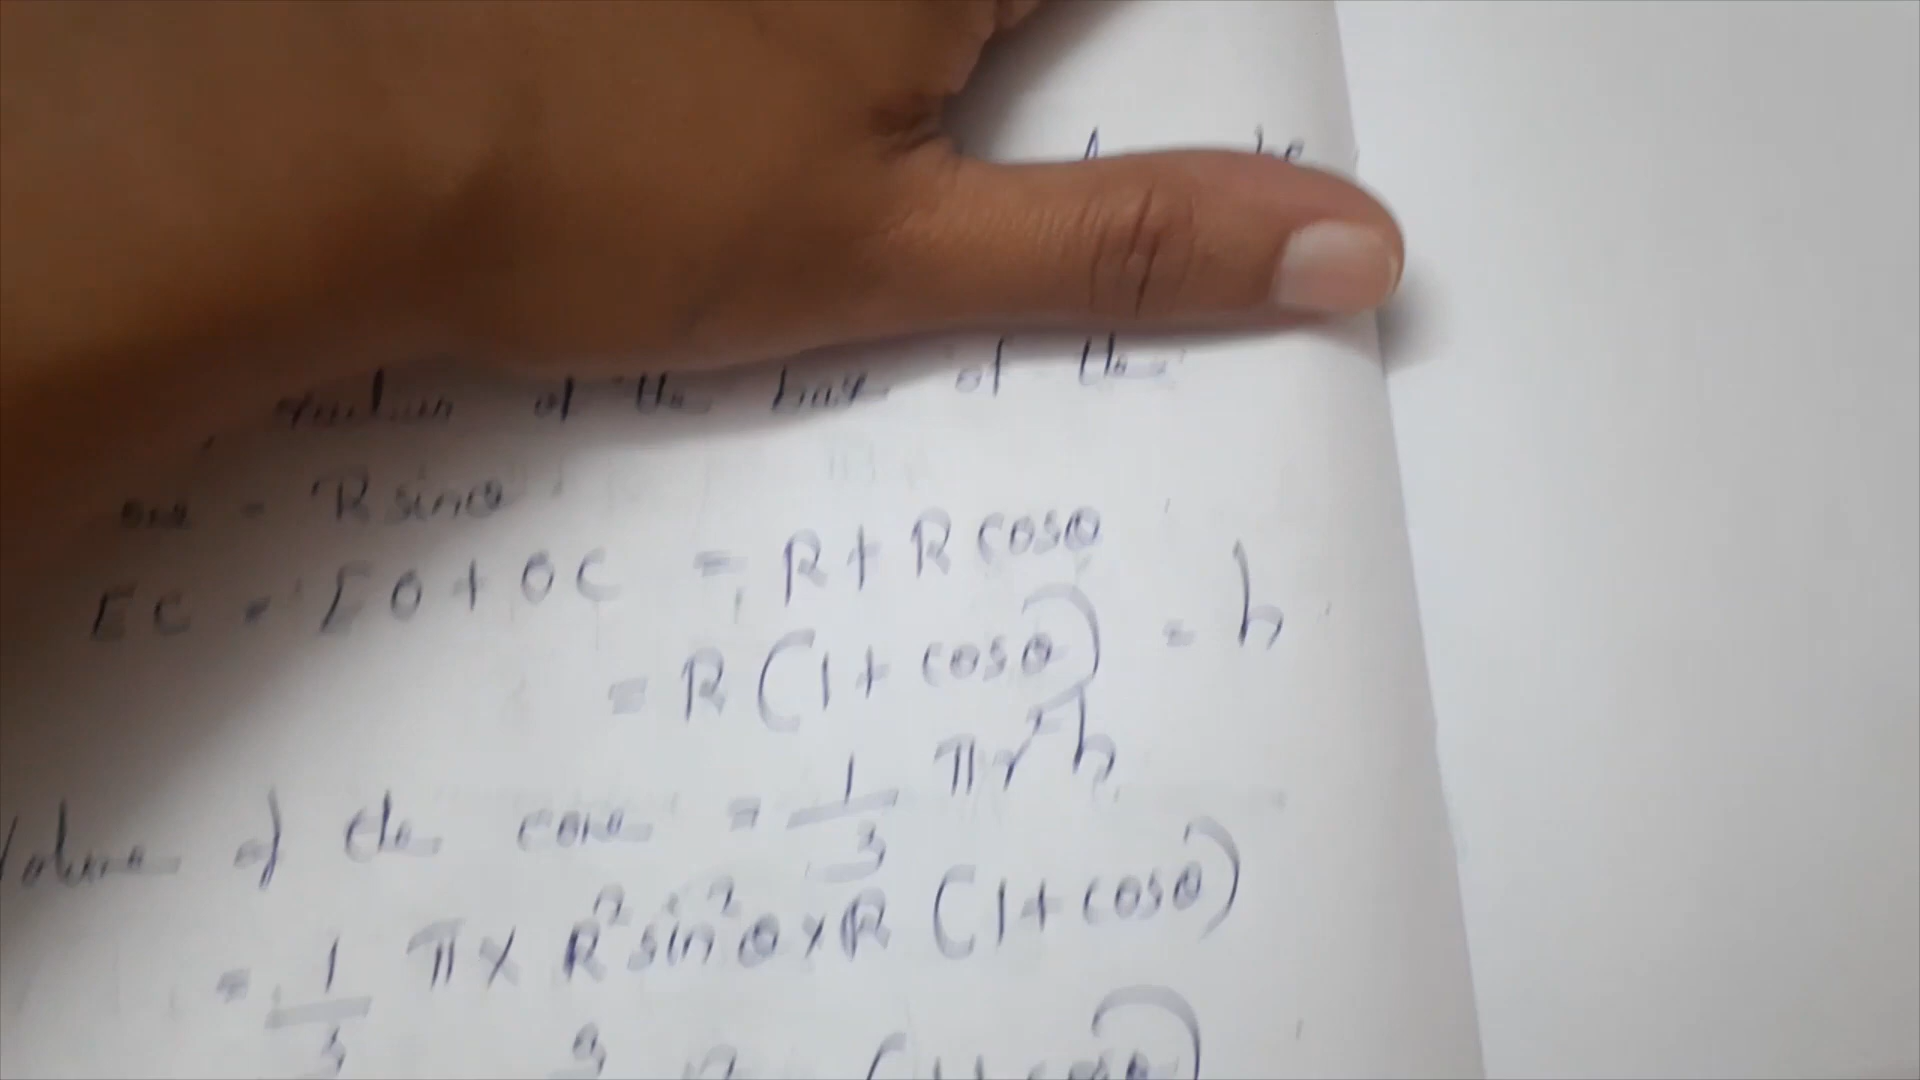 radius of the base of the
cone = R sinθ
EC = EO + OC = R + R cosθ
= R (1 + cosθ) = h
Volume of the cone = 1/3 πr²h
= 1/3 π × R² sin²θ × R (1 + cosθ)